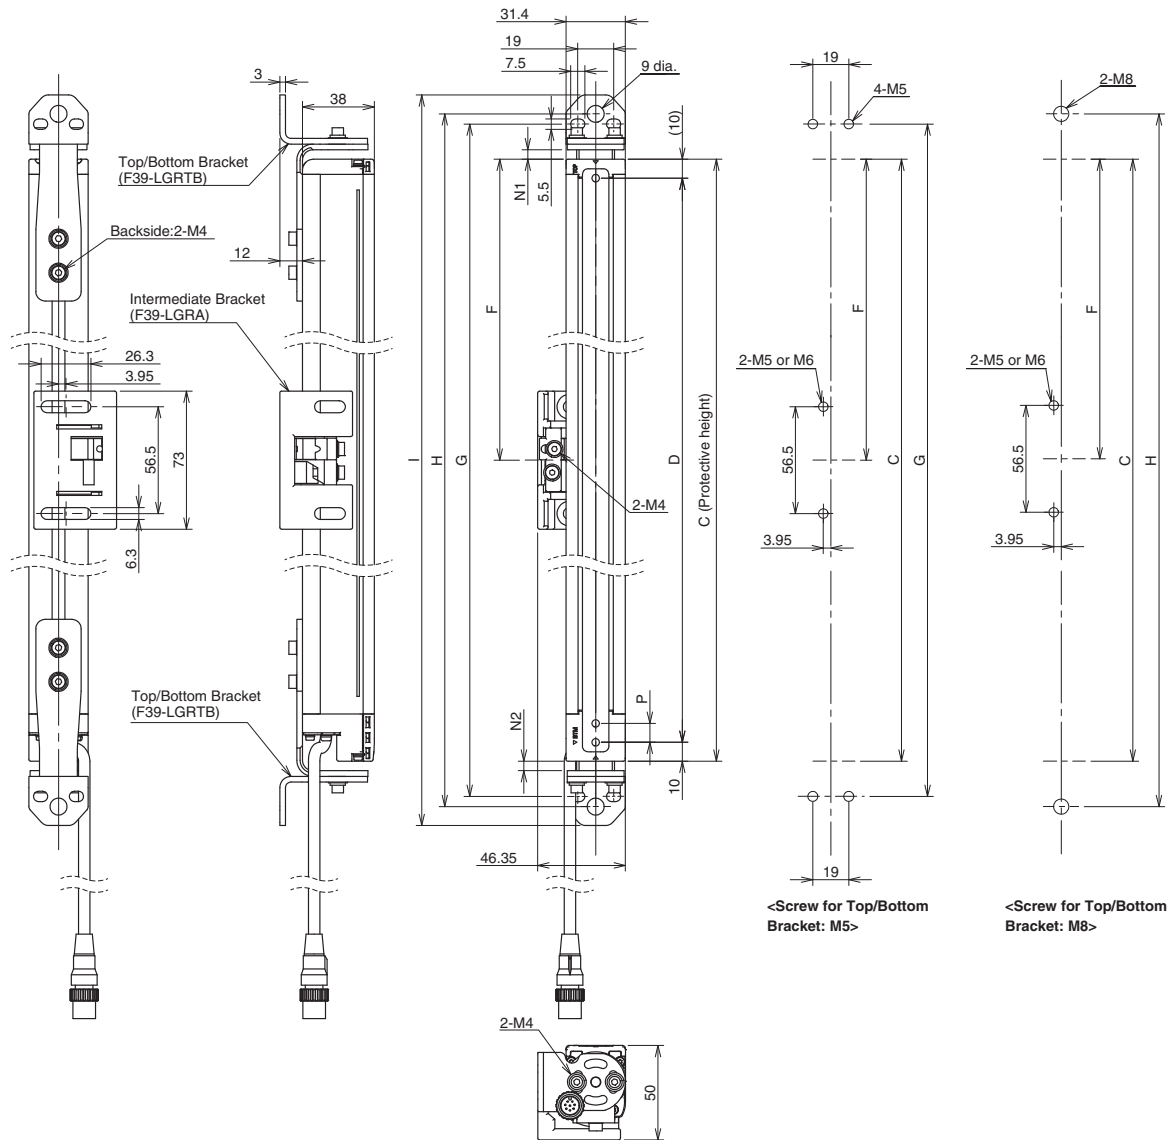 31.4
19
7.5
9 dia.
3
38
(10)
19
4-M5
2-M8
Top/Bottom Bracket
(F39-LGRTB)
N1
5.5
Backside:2-M4
12
Intermediate Bracket
(F39-LGRA)
F
F
F
26.3
3.95
2-M5 or M6
2-M5 or M6
56.5
73
I
H
G
D
C (Protective height)
56.5
C
G
56.5
C
H
2-M4
6.3
3.95
3.95
Top/Bottom Bracket
(F39-LGRTB)
N2
P
10
46.35
19
<Screw for Top/Bottom
Bracket: M5>
<Screw for Top/Bottom
Bracket: M8>
2-M4
50